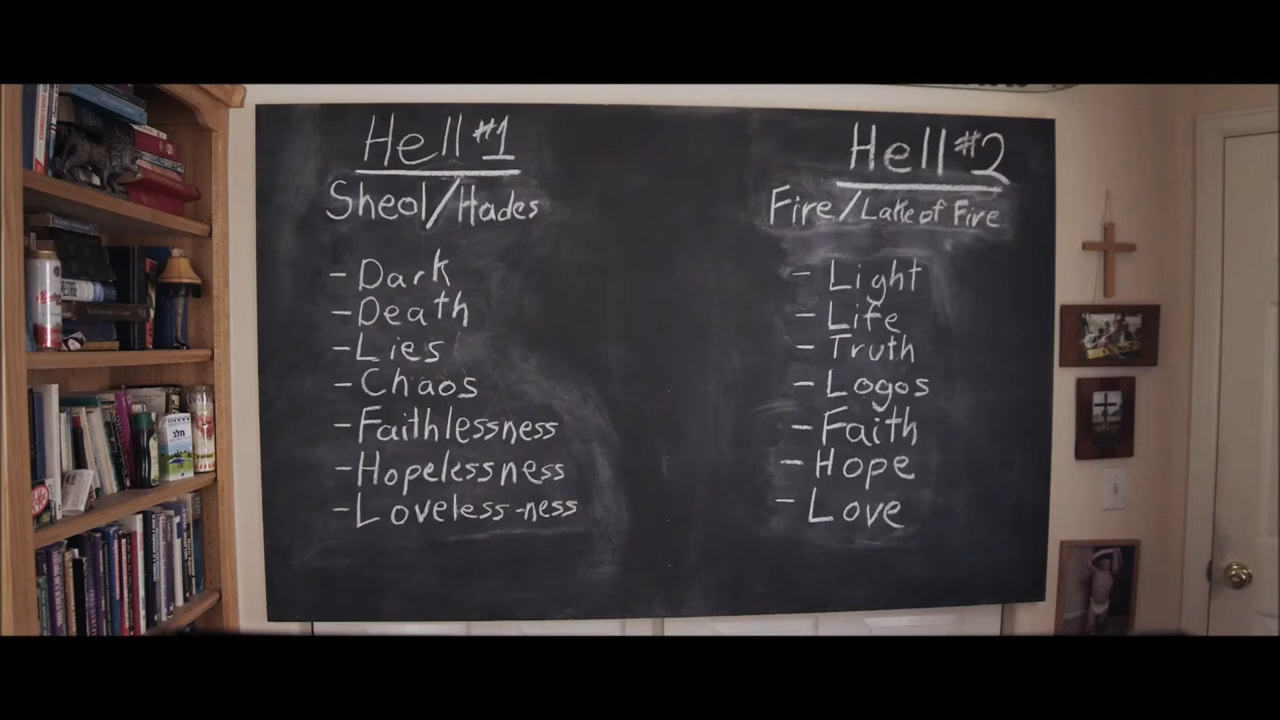 Hell #1
Sheol/Hades
- Dark
- Death
- Lies
- Chaos
- Faithlessness
- Hopelessness
- Loveless-ness
Hell #2
Fire/Lake of Fire
- Light
- Life
- Truth
- Logos
- Faith
- Hope
- Love
חלב